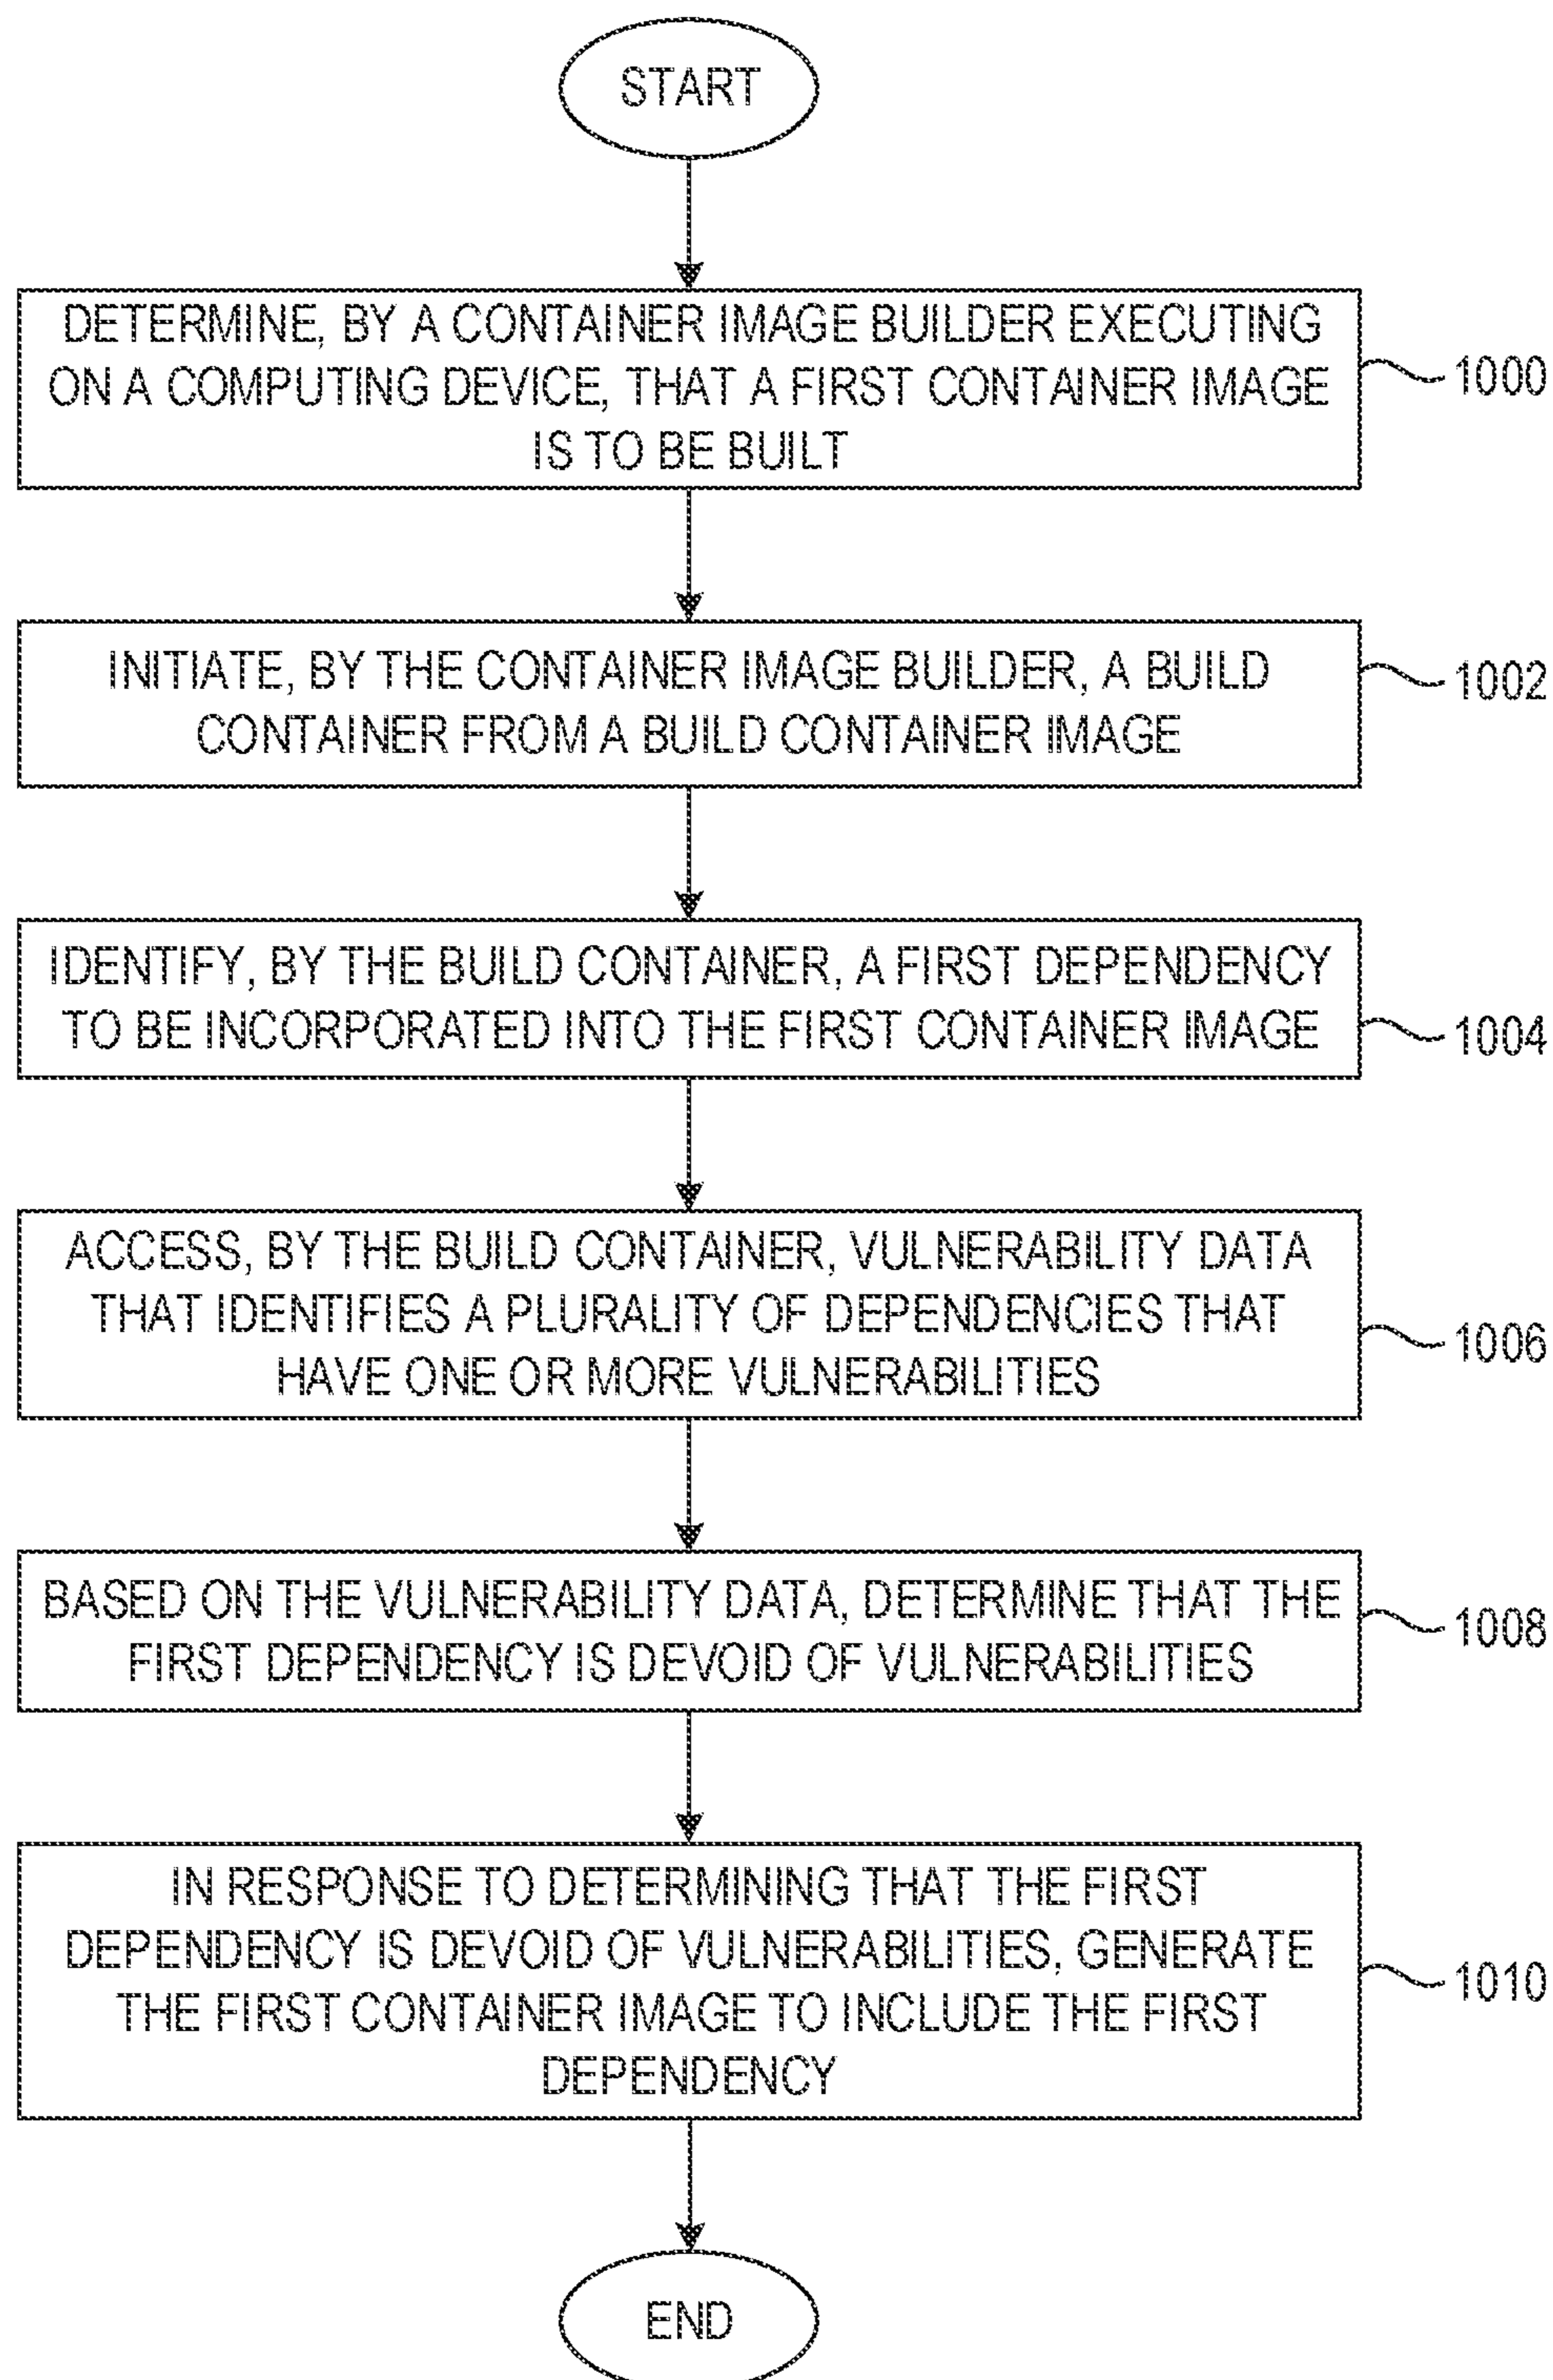 START
DETERMINE, BY A CONTAINER IMAGE BUILDER EXECUTING
ON A COMPUTING DEVICE, THAT A FIRST CONTAINER IMAGE
IS TO BE BUILT
1000
INITIATE, BY THE CONTAINER IMAGE BUILDER, A BUILD
CONTAINER FROM A BUILD CONTAINER IMAGE
1002
IDENTIFY, BY THE BUILD CONTAINER, A FIRST DEPENDENCY
TO BE INCORPORATED INTO THE FIRST CONTAINER IMAGE
1004
ACCESS, BY THE BUILD CONTAINER, VULNERABILITY DATA
THAT IDENTIFIES A PLURALITY OF DEPENDENCIES THAT
HAVE ONE OR MORE VULNERABILITIES
1006
BASED ON THE VULNERABILITY DATA, DETERMINE THAT THE
FIRST DEPENDENCY IS DEVOID OF VULNERABILITIES
1008
IN RESPONSE TO DETERMINING THAT THE FIRST
DEPENDENCY IS DEVOID OF VULNERABILITIES, GENERATE
THE FIRST CONTAINER IMAGE TO INCLUDE THE FIRST
DEPENDENCY
1010
END